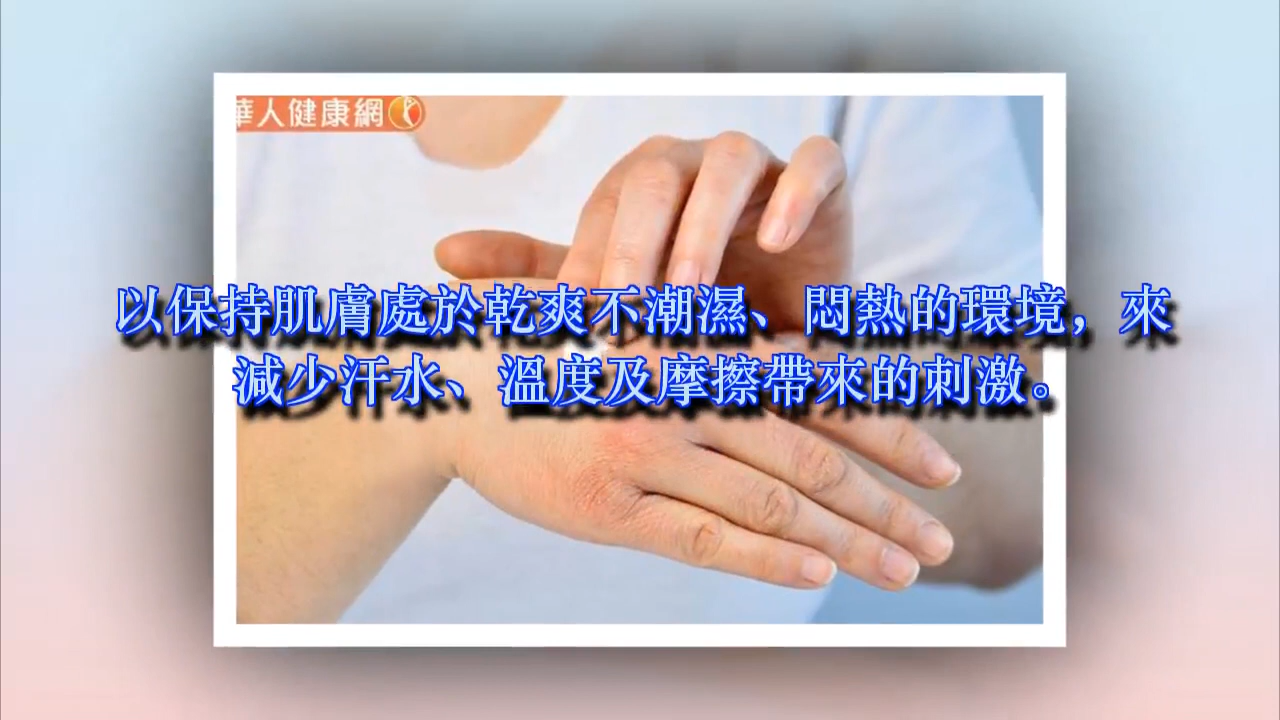 華人健康網
以保持肌膚處於乾爽不潮濕、悶熱的環境，來
減少汗水、溫度及摩擦帶來的刺激。